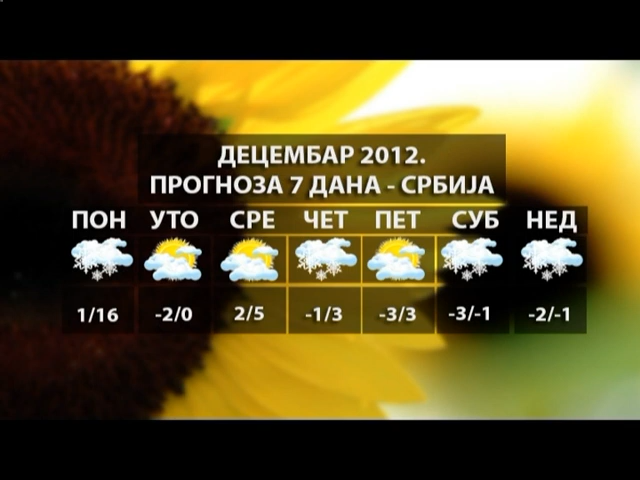 ДЕЦЕМБАР 2012.
ПРОГНОЗА 7 ДАНА - СРБИЈА
ПОН УТО СРЕ ЧЕТ ПЕТ СУБ НЕД
1/16 -2/0 2/5 -1/3 -3/3 -3/-1 -2/-1